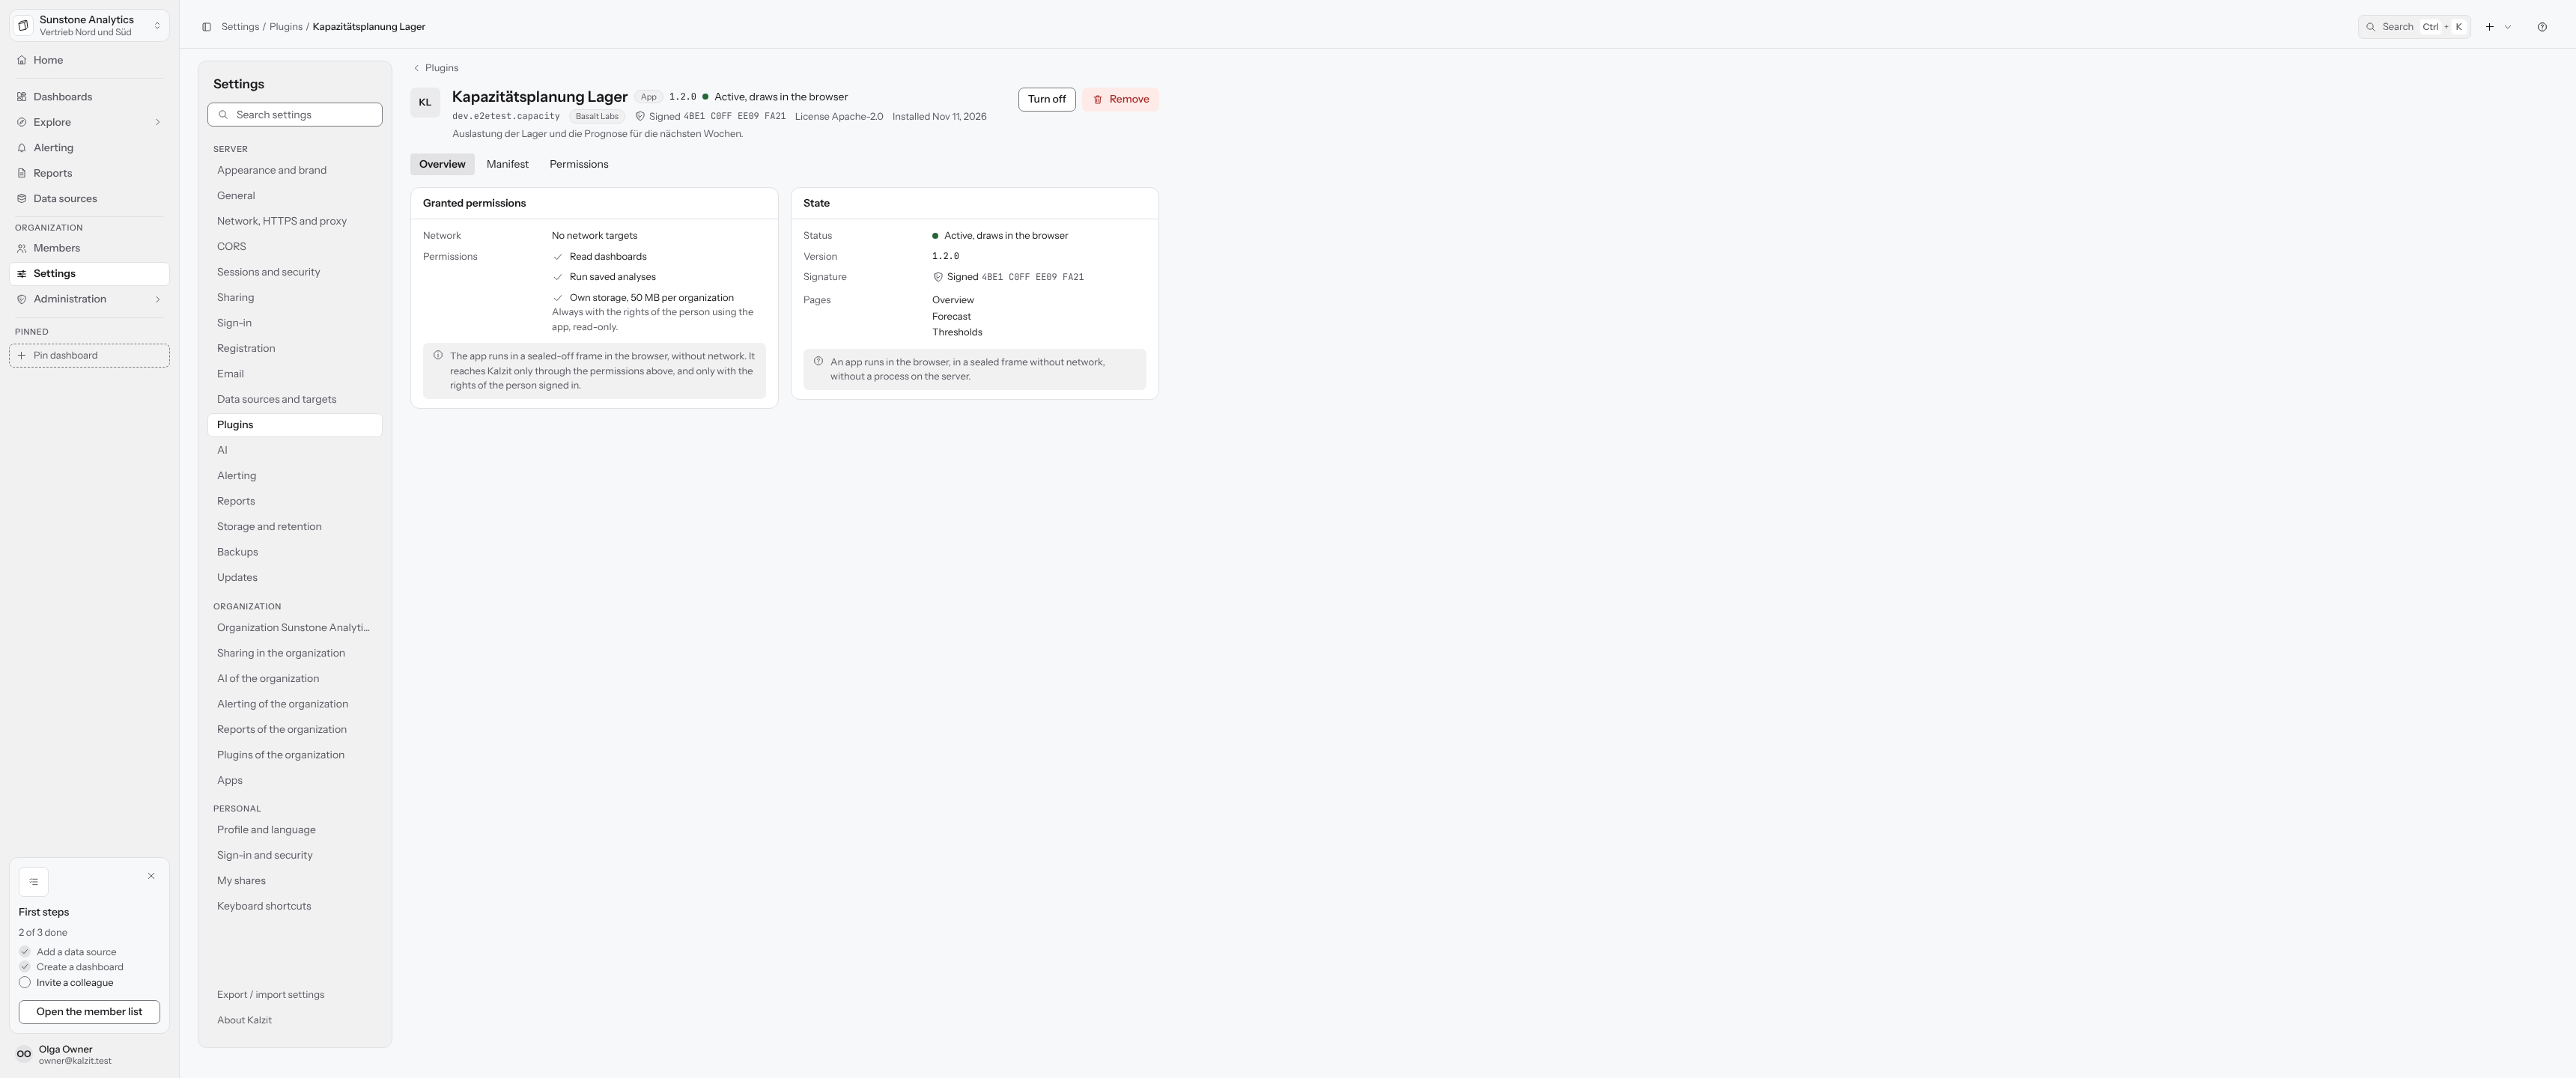 Sunstone Analytics
Vertrieb Nord und Süd
Home
Dashboards
Explore
Alerting
Reports
Data sources
ORGANIZATION
Members
Settings
Administration
PINNED
Pin dashboard
First steps
2 of 3 done
Add a data source
Create a dashboard
Invite a colleague
Open the member list
OO
Olga Owner
owner@kalzit.test
Settings / Plugins / Kapazitätsplanung Lager
Search Ctrl + K
Settings
Search settings
SERVER
Appearance and brand
General
Network, HTTPS and proxy
CORS
Sessions and security
Sharing
Sign-in
Registration
Email
Data sources and targets
Plugins
AI
Alerting
Reports
Storage and retention
Backups
Updates
ORGANIZATION
Organization Sunstone Analyti...
Sharing in the organization
AI of the organization
Alerting of the organization
Reports of the organization
Plugins of the organization
Apps
PERSONAL
Profile and language
Sign-in and security
My shares
Keyboard shortcuts
Export / import settings
About Kalzit
Plugins
KL
Kapazitätsplanung Lager App 1.2.0 Active, draws in the browser
dev.e2etest.capacity Basalt Labs Signed 4BE1 C0FF EE09 FA21 License Apache-2.0 Installed Nov 11, 2026
Auslastung der Lager und die Prognose für die nächsten Wochen.
Turn off
Remove
Overview
Manifest
Permissions
Granted permissions
Network No network targets
Permissions Read dashboards
Run saved analyses
Own storage, 50 MB per organization
Always with the rights of the person using the
app, read-only.
The app runs in a sealed-off frame in the browser, without network. It
reaches Kalzit only through the permissions above, and only with the
rights of the person signed in.
State
Status Active, draws in the browser
Version 1.2.0
Signature Signed 4BE1 C0FF EE09 FA21
Pages Overview
Forecast
Thresholds
An app runs in the browser, in a sealed frame without network,
without a process on the server.